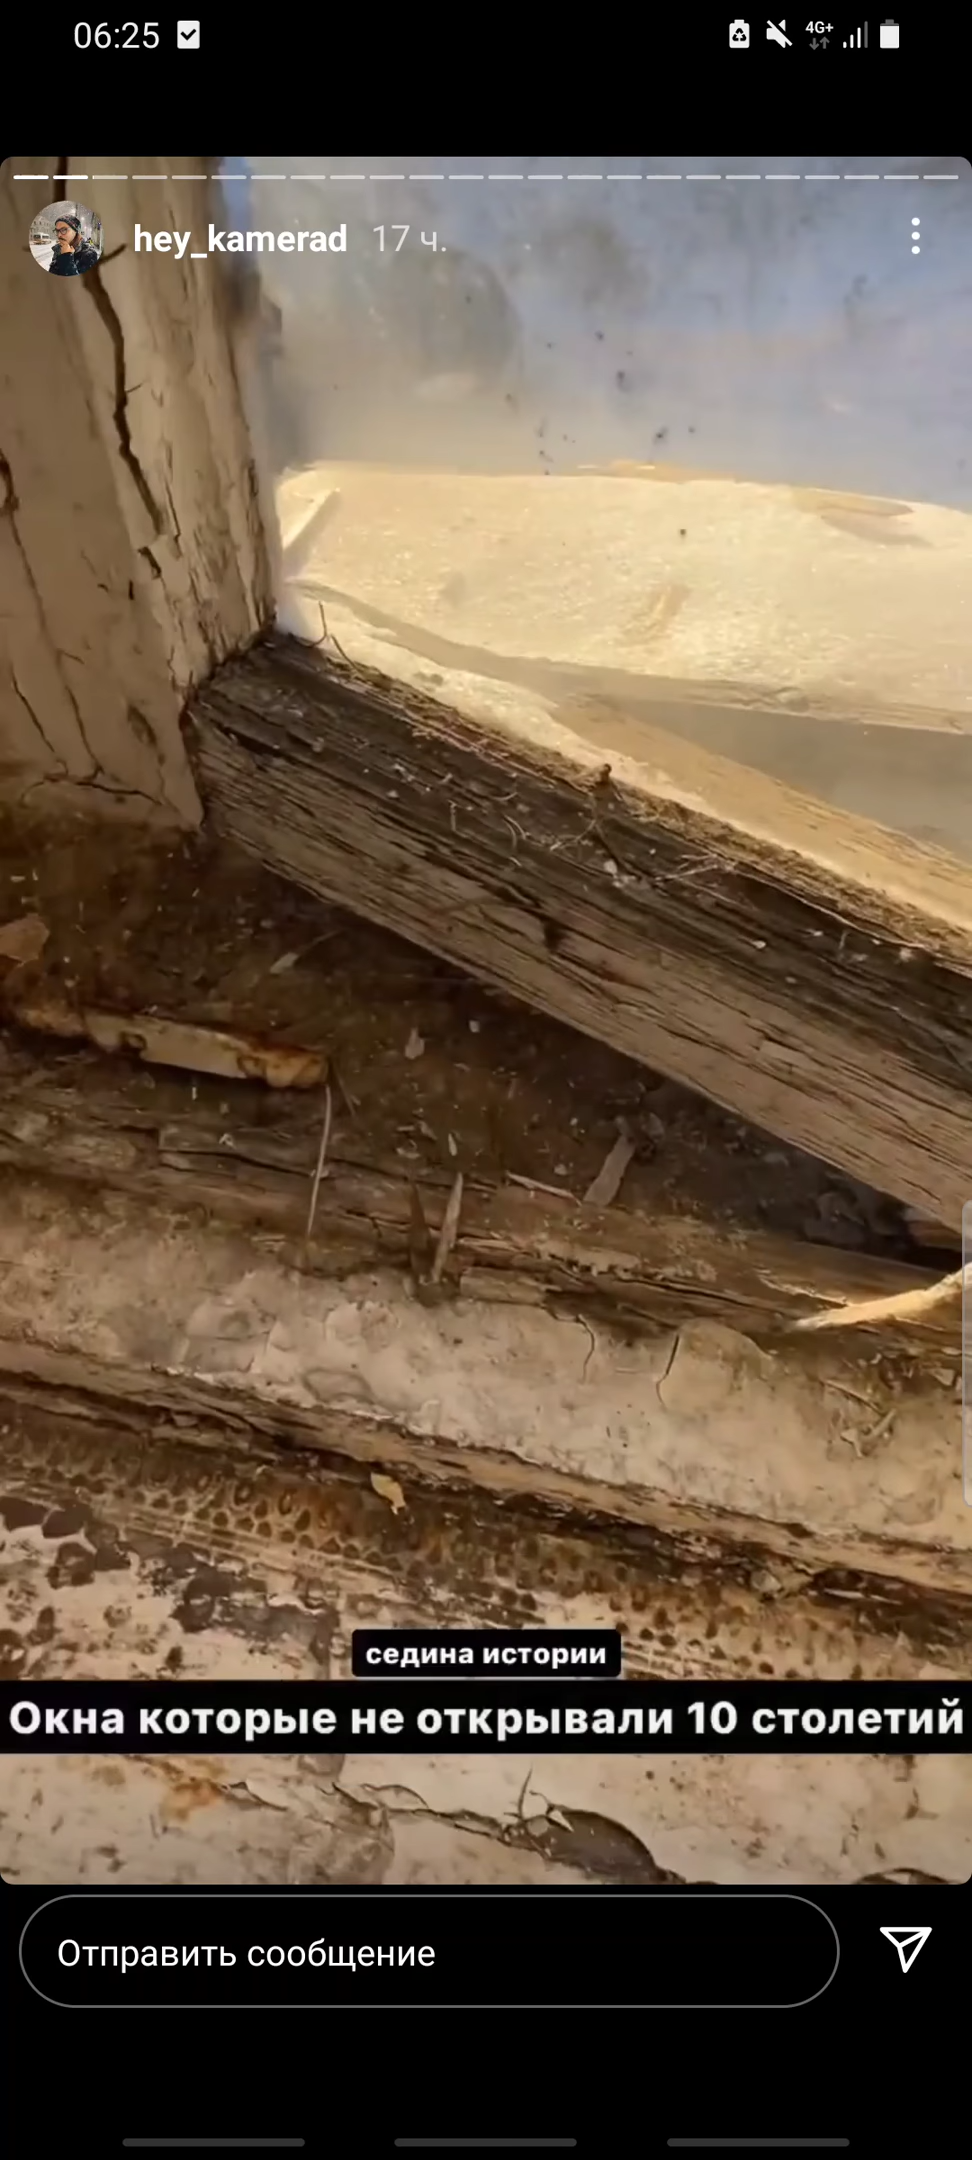 06:25
4G+
hey_kamerad 17 ч.
седина истории
Окна которые не открывали 10 столетий
Отправить сообщение